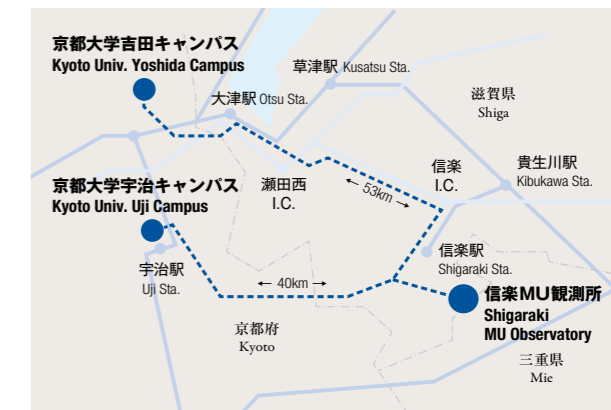 京都大学吉田キャンパス
Kyoto Univ. Yoshida Campus
草津駅 Kusatsu Sta.
大津駅 Otsu Sta.
滋賀県
Shiga
京都大学宇治キャンパス
Kyoto Univ. Uji Campus
瀬田西
I.C.
← 53km →
信楽
I.C.
貴生川駅
Kibukawa Sta.
宇治駅
Uji Sta.
信楽駅
Shigaraki Sta.
← 40km →
信楽MU観測所
Shigaraki
MU Observatory
京都府
Kyoto
三重県
Mie